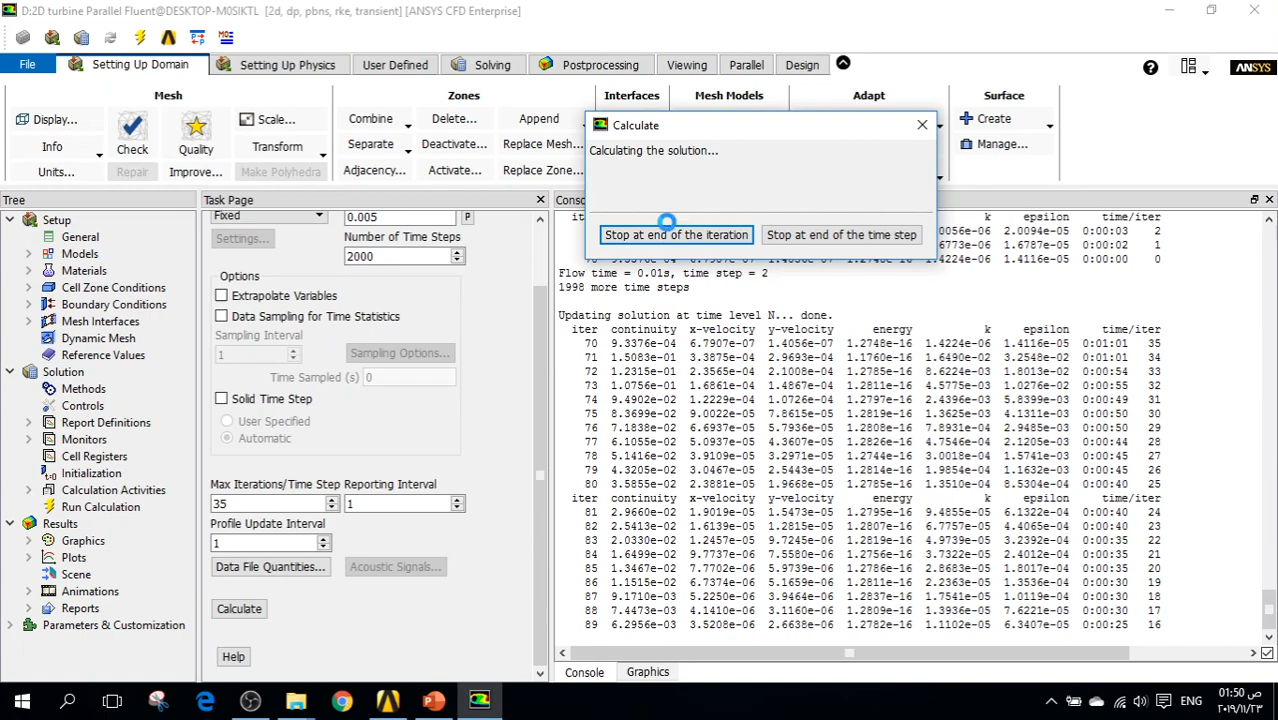 D:2D turbine Parallel Fluent@DESKTOP-M0SIKTL [2d, dp, pbns, rke, transient] [ANSYS CFD Enterprise]
File Setting Up Domain Setting Up Physics User Defined Solving Postprocessing Viewing Parallel Design ANSYS
Mesh Zones Interfaces Mesh Models Adapt Surface
Display... Scale... Combine Delete... Append Create
Info Check Quality Transform Separate Deactivate... Replace Mesh... Manage...
Units... Repair Improve... Make Polyhedra Adjacency... Activate... Replace Zone...
Calculate
Calculating the solution...
Stop at end of the iteration Stop at end of the time step
Tree
Setup
General
Models
Materials
Cell Zone Conditions
Boundary Conditions
Mesh Interfaces
Dynamic Mesh
Reference Values
Solution
Methods
Controls
Report Definitions
Monitors
Cell Registers
Initialization
Calculation Activities
Run Calculation
Results
Graphics
Plots
Scene
Animations
Reports
Parameters & Customization
Task Page
Fixed 0.005 P
Settings... Number of Time Steps
2000
Options
Extrapolate Variables
Data Sampling for Time Statistics
Sampling Interval
1 Sampling Options...
Time Sampled (s) 0
Solid Time Step
User Specified
Automatic
Max Iterations/Time Step Reporting Interval
35 1
Profile Update Interval
1
Data File Quantities... Acoustic Signals...
Calculate
Help
k epsilon time/iter
2.0094e-05 0:00:03 2
1.6787e-05 0:00:02 1
1.4224e-06 1.4116e-05 0:00:00 0
Flow time = 0.01s, time step = 2
1998 more time steps
Updating solution at time level N... done.
iter continuity x-velocity y-velocity energy k epsilon time/iter
70 9.3376e-04 6.7907e-07 1.4056e-07 1.2748e-16 1.4224e-06 1.4116e-05 0:01:01 35
71 1.5083e-01 3.3875e-04 2.9693e-04 1.1760e-16 1.6490e-02 3.2548e-02 0:01:01 34
72 1.2315e-01 2.3565e-04 2.1008e-04 1.2785e-16 8.6223e-03 1.8013e-02 0:00:54 33
73 1.0756e-01 1.6861e-04 1.4867e-04 1.2811e-16 4.5775e-03 1.0276e-02 0:00:55 32
74 9.4902e-02 1.2229e-04 1.0726e-04 1.2798e-16 2.4396e-03 5.8399e-03 0:00:49 31
75 8.3699e-02 9.0022e-05 7.8615e-05 1.2819e-16 1.3625e-03 4.1311e-03 0:00:50 30
76 7.1838e-02 6.6932e-05 5.7936e-05 1.2808e-16 7.8931e-04 2.9485e-03 0:00:50 29
77 6.1055e-02 5.0937e-05 4.3607e-05 1.2826e-16 4.7546e-04 2.1205e-03 0:00:44 28
78 5.1416e-02 3.9109e-05 3.2971e-05 1.2744e-16 3.0018e-04 1.5741e-03 0:00:45 27
79 4.3205e-02 3.0467e-05 2.5443e-05 1.2814e-16 1.9854e-04 1.1632e-03 0:00:45 26
80 3.5855e-02 2.3881e-05 1.9668e-05 1.2732e-16 1.3510e-04 8.5304e-04 0:00:40 25
iter continuity x-velocity y-velocity energy k epsilon time/iter
81 2.9660e-02 1.9019e-05 1.5473e-05 1.2795e-16 9.4855e-05 6.1322e-04 0:00:40 24
82 2.5413e-02 1.6139e-05 1.2815e-05 1.2807e-16 6.7757e-05 4.4065e-04 0:00:40 23
83 2.0330e-02 1.2457e-05 9.7245e-06 1.2819e-16 4.9739e-05 3.2392e-04 0:00:35 22
84 1.6499e-02 9.7737e-06 7.5580e-06 1.2756e-16 3.7322e-05 2.4012e-04 0:00:35 21
85 1.3467e-02 7.7702e-06 5.9739e-06 1.2776e-16 2.8683e-05 1.8017e-04 0:00:35 20
86 1.1515e-02 6.7374e-06 5.1659e-06 1.2811e-16 2.2363e-05 1.3536e-04 0:00:30 19
87 9.1710e-03 5.2250e-06 3.9464e-06 1.2837e-16 1.7541e-05 1.0119e-04 0:00:30 18
88 7.4473e-03 4.1410e-06 3.1160e-06 1.2809e-16 1.3936e-05 7.6221e-05 0:00:30 17
89 6.2956e-03 3.5208e-06 2.6638e-06 1.2782e-16 1.1102e-05 6.3407e-05 0:00:25 16
Console Graphics
ENG
01:50 ص
٢٠١٩/١١/٢٣